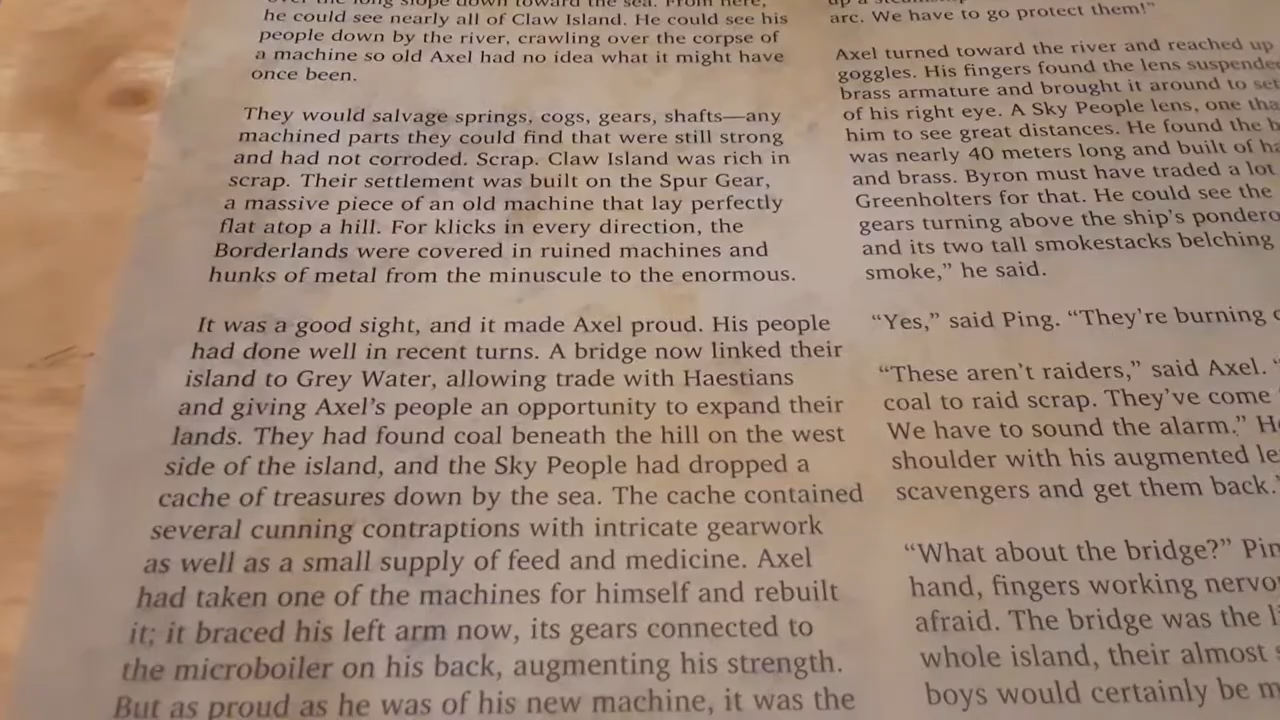 over the long slope down toward the sea. From here,
he could see nearly all of Claw Island. He could see his
people down by the river, crawling over the corpse of
a machine so old Axel had no idea what it might have
once been.
They would salvage springs, cogs, gears, shafts—any
machined parts they could find that were still strong
and had not corroded. Scrap. Claw Island was rich in
scrap. Their settlement was built on the Spur Gear,
a massive piece of an old machine that lay perfectly
flat atop a hill. For klicks in every direction, the
Borderlands were covered in ruined machines and
hunks of metal from the minuscule to the enormous.
It was a good sight, and it made Axel proud. His people
had done well in recent turns. A bridge now linked their
island to Grey Water, allowing trade with Haestians
and giving Axel's people an opportunity to expand their
lands. They had found coal beneath the hill on the west
side of the island, and the Sky People had dropped a
cache of treasures down by the sea. The cache contained
several cunning contraptions with intricate gearwork
as well as a small supply of feed and medicine. Axel
had taken one of the machines for himself and rebuilt
it; it braced his left arm now, its gears connected to
the microboiler on his back, augmenting his strength.
But as proud as he was of his new machine, it was the
up a
arc. We have to go protect them!"
Axel turned toward the river and reached up
goggles. His fingers found the lens
brass armature and brought it around to
of his right eye. A Sky People lens, one
him to see great distances. He found the
was nearly 40 meters long and built of
and brass. Byron must have traded a lot
Greenholters for that. He could see the
gears turning above the ship's
and its two tall smokestacks belching
smoke," he said.
"Yes," said Ping. "They're burning
"These aren't raiders," said Axel. "
coal to raid scrap. They've come
We have to sound the alarm."
shoulder with his augmented
scavengers and get them back."
"What about the bridge?"
hand, fingers working
afraid. The bridge was the
whole island, their almost
boys would certainly be